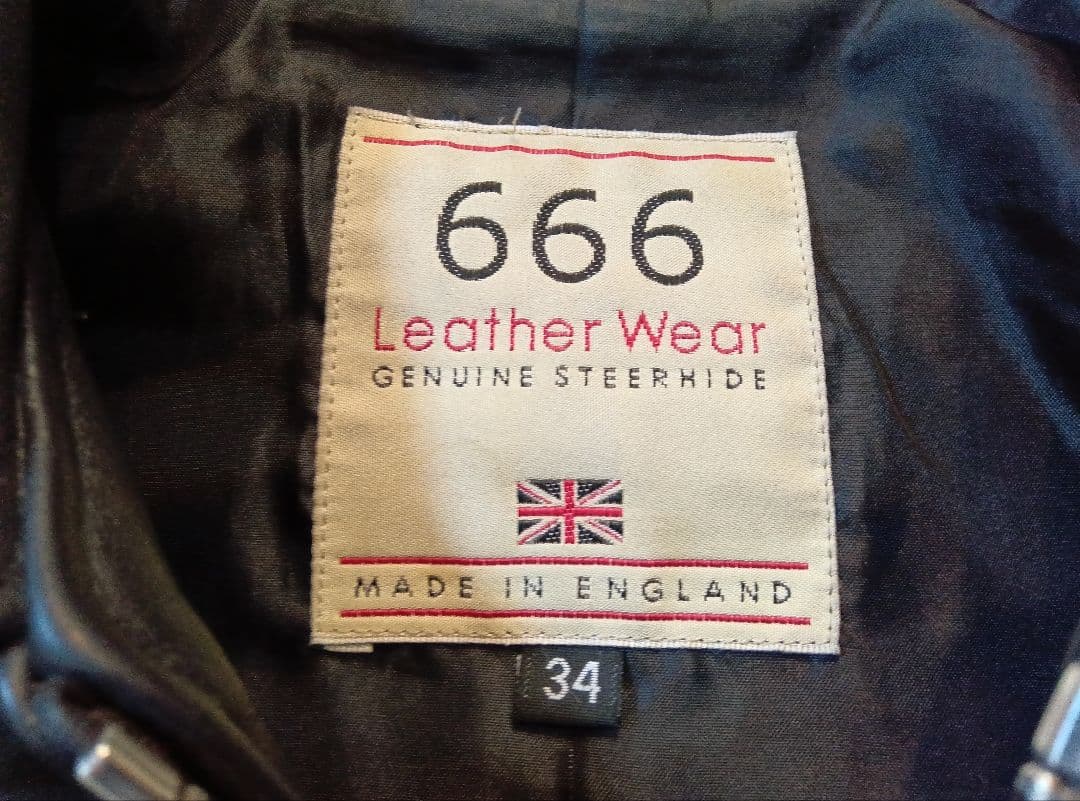 666
Leather Wear
GENUINE STEERHIDE
MADE IN ENGLAND
34